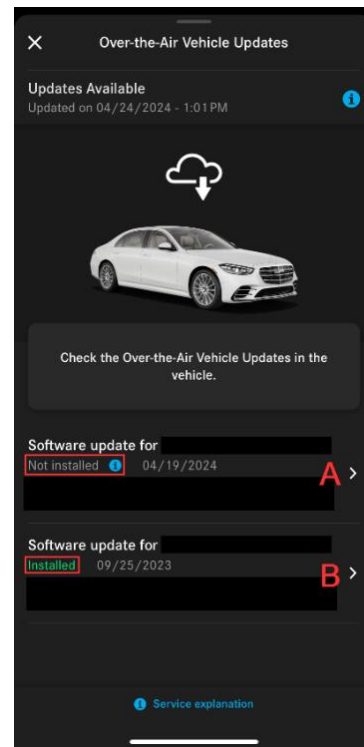 Over-the-Air Vehicle Updates
Updates Available
Updated on 04/24/2024 - 1:01 PM
Check the Over-the-Air Vehicle Updates in the
vehicle.
Software update for
Not installed 04/19/2024
A
Software update for
Installed 09/25/2023
B
Service explanation